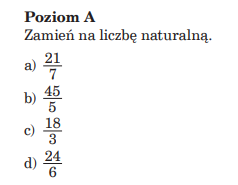 Poziom A
Zamień na liczbę naturalną.
a) 21/7
b) 45/5
c) 18/3
d) 24/6